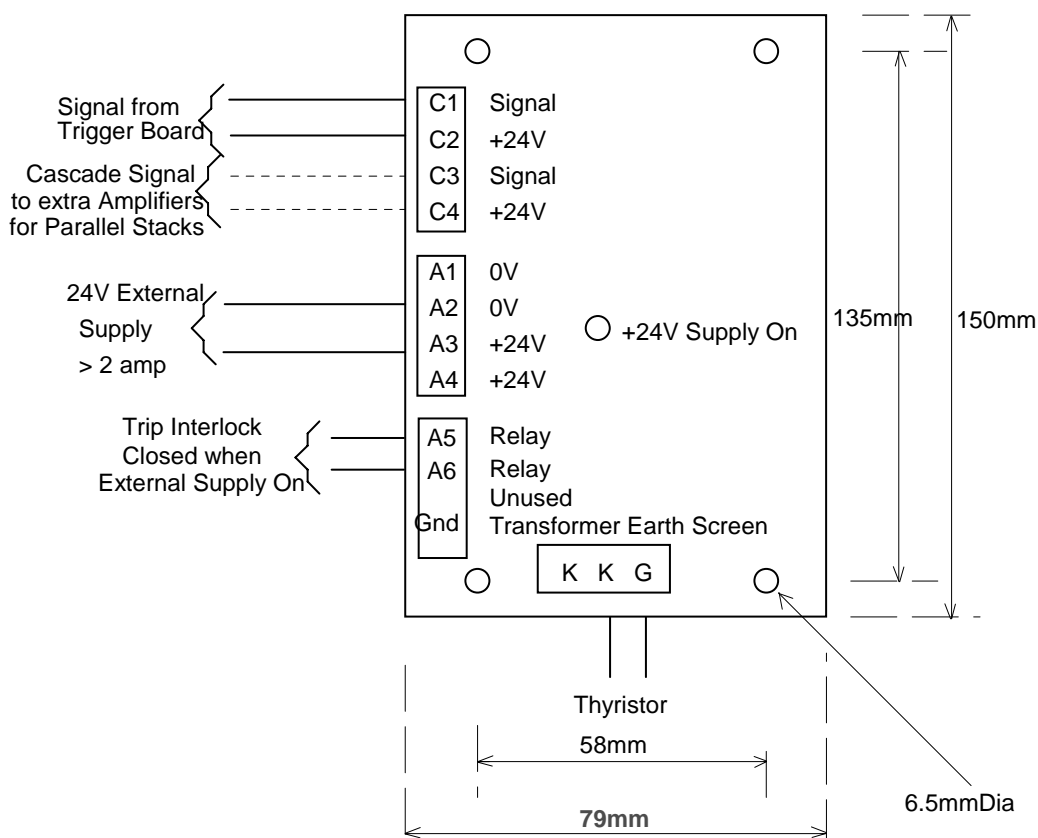 Signal from
Trigger Board
Cascade Signal
to extra Amplifiers
for Parallel Stacks
C1 Signal
C2 +24V
C3 Signal
C4 +24V
24V External
Supply
> 2 amp
A1 0V
A2 0V
A3 +24V
A4 +24V
+24V Supply On
135mm
150mm
Trip Interlock
Closed when
External Supply On
A5 Relay
A6 Relay
Unused
Gnd Transformer Earth Screen
K K G
Thyristor
58mm
6.5mmDia
79mm